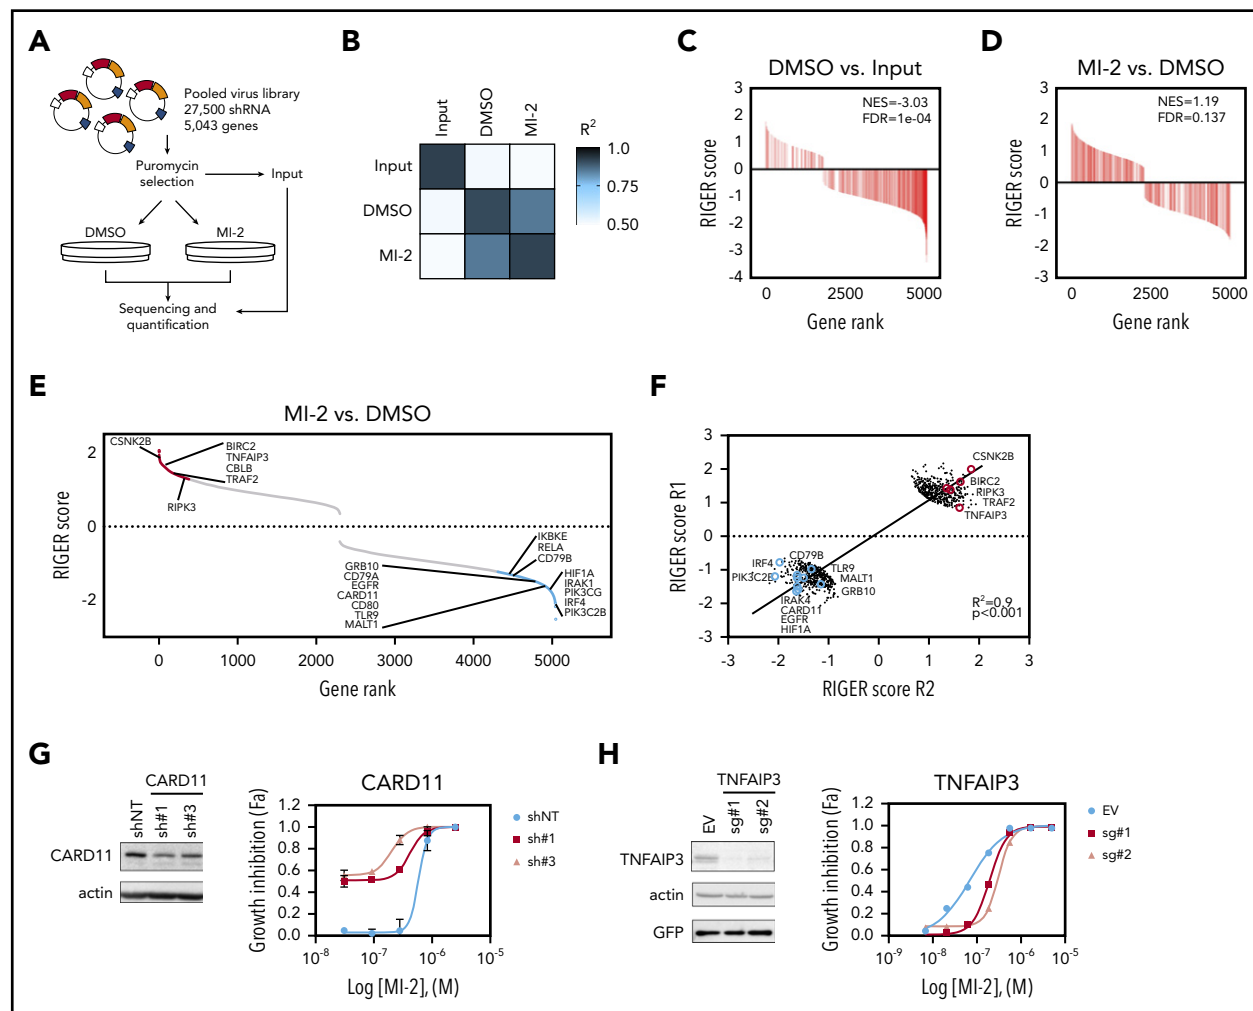 A
Pooled virus library
27,500 shRNA
5,043 genes
Puromycin
selection
Input
DMSO
MI-2
Sequencing and
quantification
B
Input
DMSO
MI-2
Input
DMSO
MI-2
R2
1.0
0.75
0.50
C
DMSO vs. Input
NES=-3.03
FDR=1e-04
RIGER score
3
2
1
0
-1
-2
-3
-4
0
2500
5000
Gene rank
D
MI-2 vs. DMSO
NES=1.19
FDR=0.137
RIGER score
3
2
1
0
-1
-2
-3
0
2500
5000
Gene rank
E
MI-2 vs. DMSO
RIGER score
2
0
-2
CSNK2B
BIRC2
TNFAIP3
CBLB
TRAF2
RIPK3
IKBKE
RELA
CD79B
GRB10
CD79A
EGFR
CARD11
CD80
TLR9
MALT1
HIF1A
IRAK1
PIK3CG
IRF4
PIK3C2B
0
1000
2000
3000
4000
5000
Gene rank
F
RIGER score R1
3
2
1
0
-1
-2
-3
CSNK2B
BIRC2
RIPK3
TRAF2
TNFAIP3
IRF4
CD79B
PIK3C2B
TLR9
MALT1
GRB10
IRAK4
CARD11
EGFR
HIF1A
R2=0.9
p<0.001
-3
-2
-1
0
1
2
3
RIGER score R2
G
CARD11
shNT
sh#1
sh#3
CARD11
actin
CARD11
Growth inhibition (Fa)
1.2
1.0
0.8
0.6
0.4
0.2
0.0
10-8
10-7
10-6
10-5
Log [MI-2], (M)
shNT
sh#1
sh#3
H
TNFAIP3
EV
sg#1
sg#2
TNFAIP3
actin
GFP
TNFAIP3
Growth inhibition (Fa)
1.2
1.0
0.8
0.6
0.4
0.2
0.0
10-9
10-8
10-7
10-6
10-5
Log [MI-2], (M)
EV
sg#1
sg#2